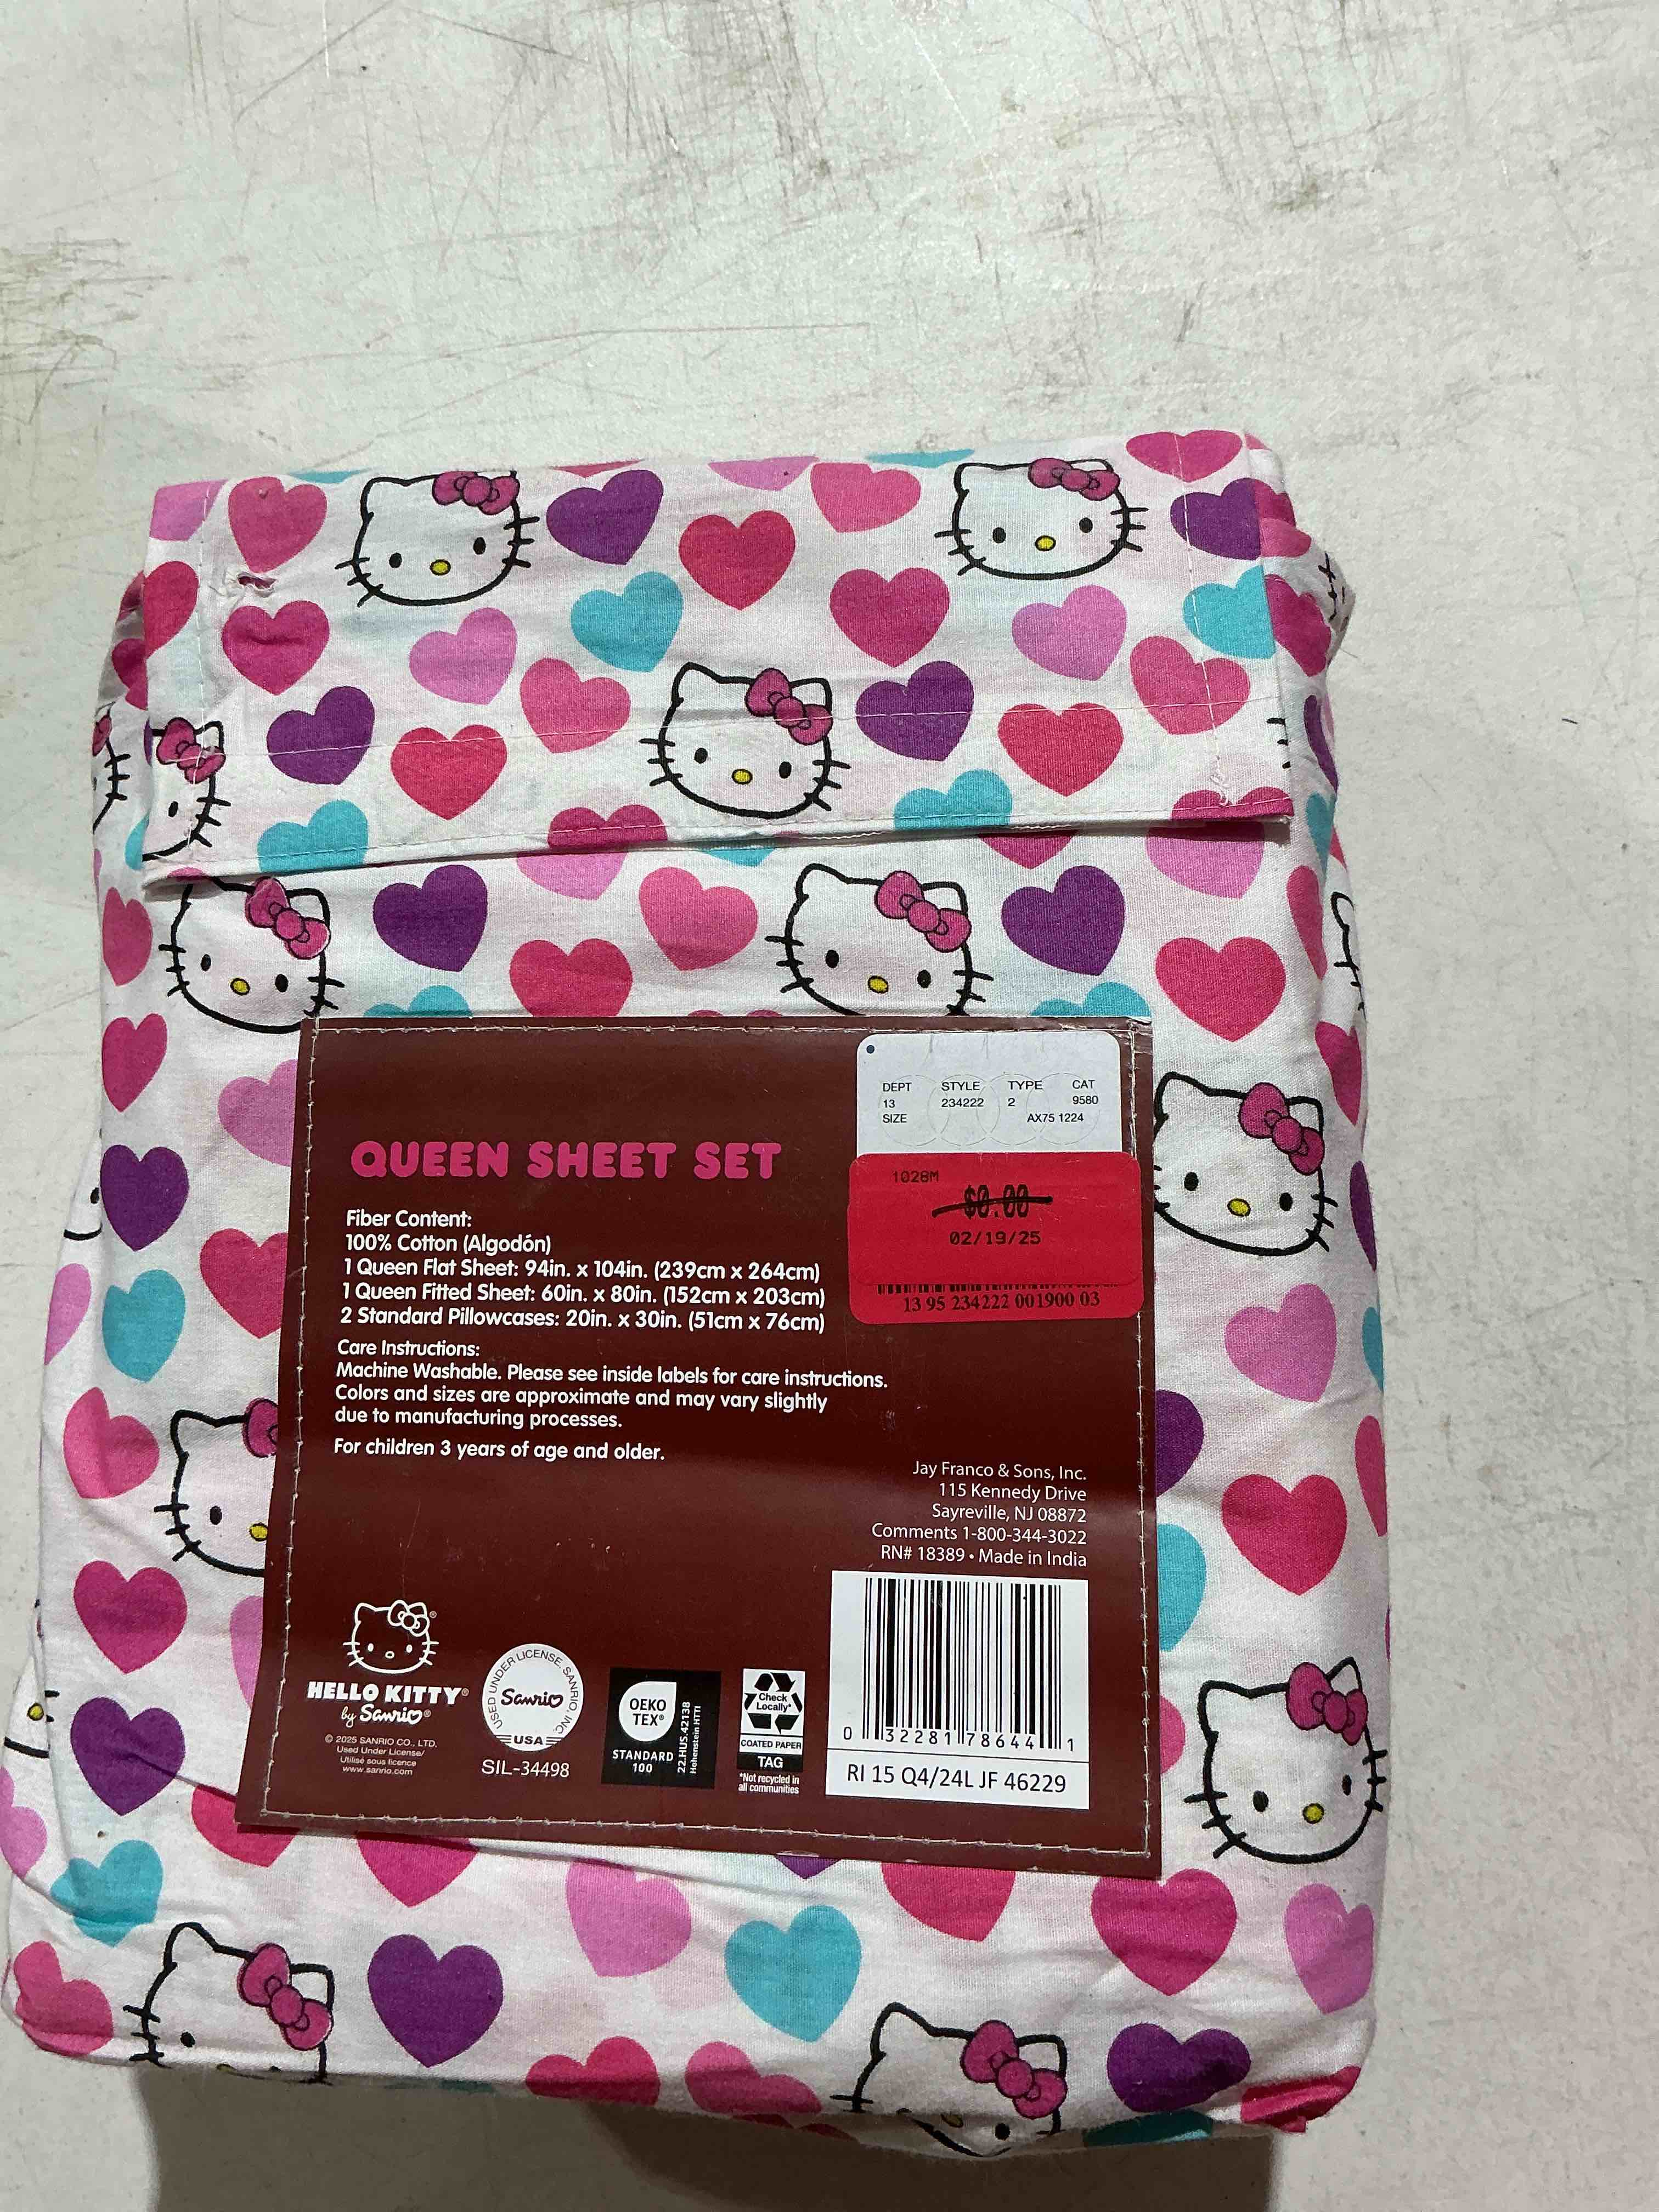 DEPT STYLE TYPE CAT
13 234222 2 9580
SIZE AX75 1224
1028M
$0.00
02/19/25
13 95 234222 001900 03
QUEEN SHEET SET
Fiber Content:
100% Cotton (Algodón)
1 Queen Flat Sheet: 94in. x 104in. (239cm x 264cm)
1 Queen Fitted Sheet: 60in. x 80in. (152cm x 203cm)
2 Standard Pillowcases: 20in. x 30in. (51cm x 76cm)
Care Instructions:
Machine Washable. Please see inside labels for care instructions.
Colors and sizes are approximate and may vary slightly
due to manufacturing processes.
For children 3 years of age and older.
Jay Franco & Sons, Inc.
115 Kennedy Drive
Sayreville, NJ 08872
Comments 1-800-344-3022
RN# 18389 • Made in India
HELLO KITTY®
by Sanrio®
© 2025 SANRIO CO., LTD.
Used Under License/
Utilisé sous licence
www.sanrio.com
USED UNDER LICENSE, SANRIO, INC.
Sanrio
USA
SIL-34498
OEKO
TEX®
STANDARD
100
22.HUS.42138
Hohenstein HTTI
Check
Locally*
COATED PAPER
TAG
*Not recycled in
all communities
0 32281 78644 1
RI 15 Q4/24L JF 46229